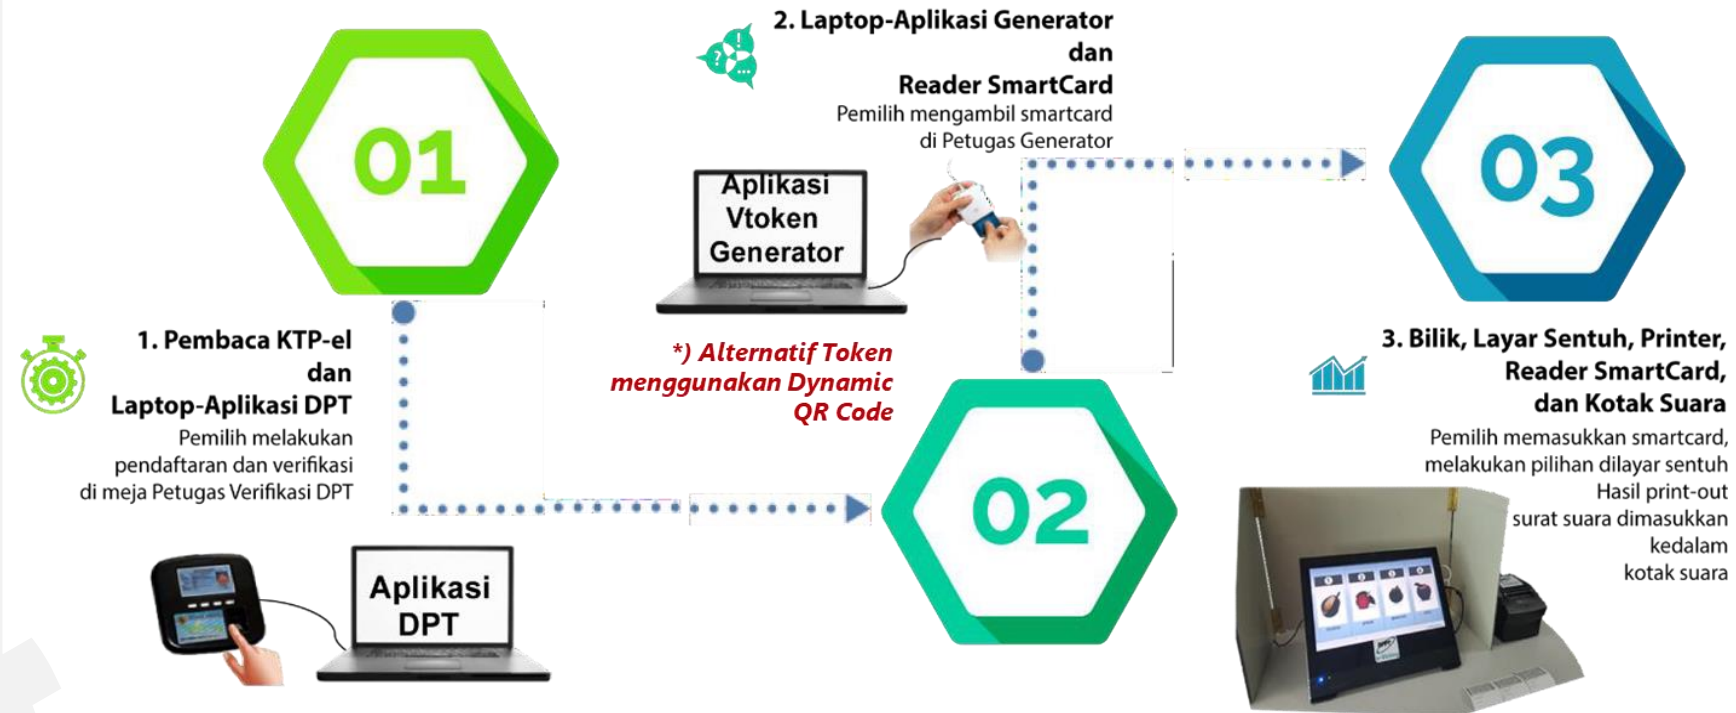 01
1. Pembaca KTP-el
dan
Laptop-Aplikasi DPT
Pemilih melakukan
pendaftaran dan verifikasi
di meja Petugas Verifikasi DPT
Aplikasi
DPT
2. Laptop-Aplikasi Generator
dan
Reader SmartCard
Pemilih mengambil smartcard
di Petugas Generator
Aplikasi
Vtoken
Generator
*) Alternatif Token
menggunakan Dynamic
QR Code
02
03
3. Bilik, Layar Sentuh, Printer,
Reader SmartCard,
dan Kotak Suara
Pemilih memasukkan smartcard,
melakukan pilihan dilayar sentuh
Hasil print-out
surat suara dimasukkan
kedalam
kotak suara